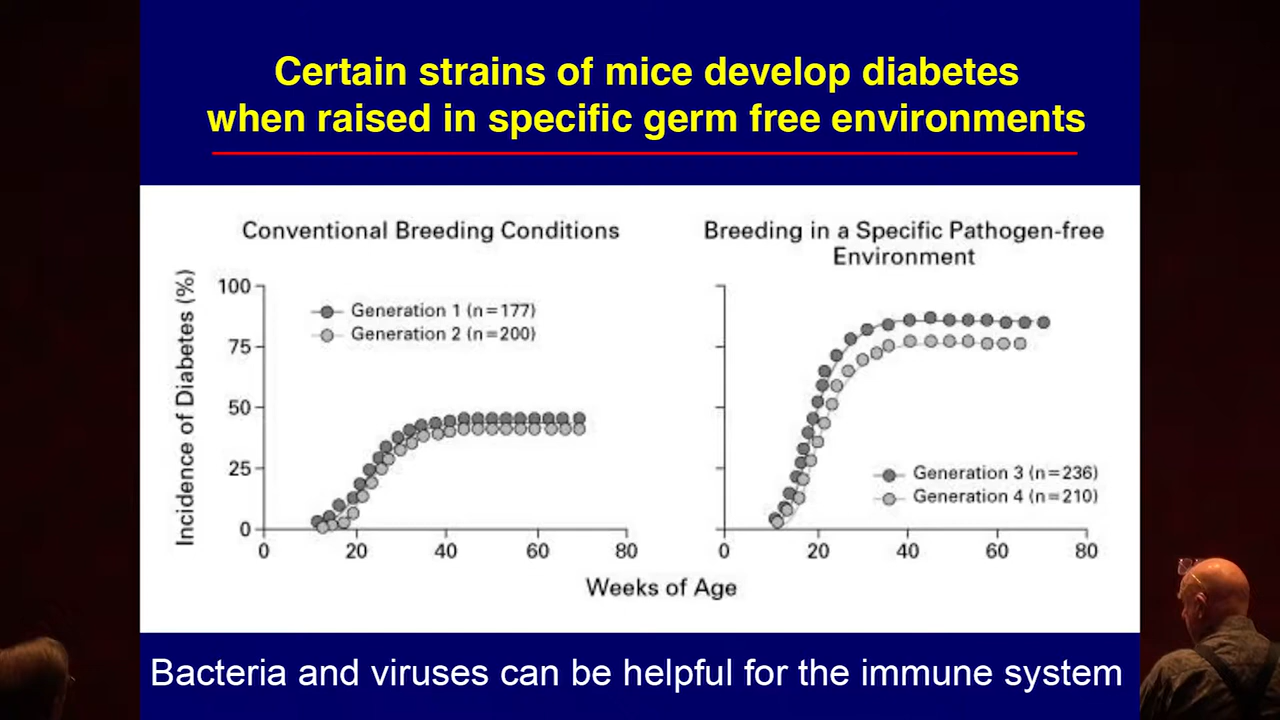 Certain strains of mice develop diabetes
when raised in specific germ free environments
Conventional Breeding Conditions
Breeding in a Specific Pathogen-free
Environment
Incidence of Diabetes (%)
100
75
50
25
0
Generation 1 (n=177)
Generation 2 (n=200)
Generation 3 (n=236)
Generation 4 (n=210)
0 20 40 60 80
0 20 40 60 80
Weeks of Age
Bacteria and viruses can be helpful for the immune system